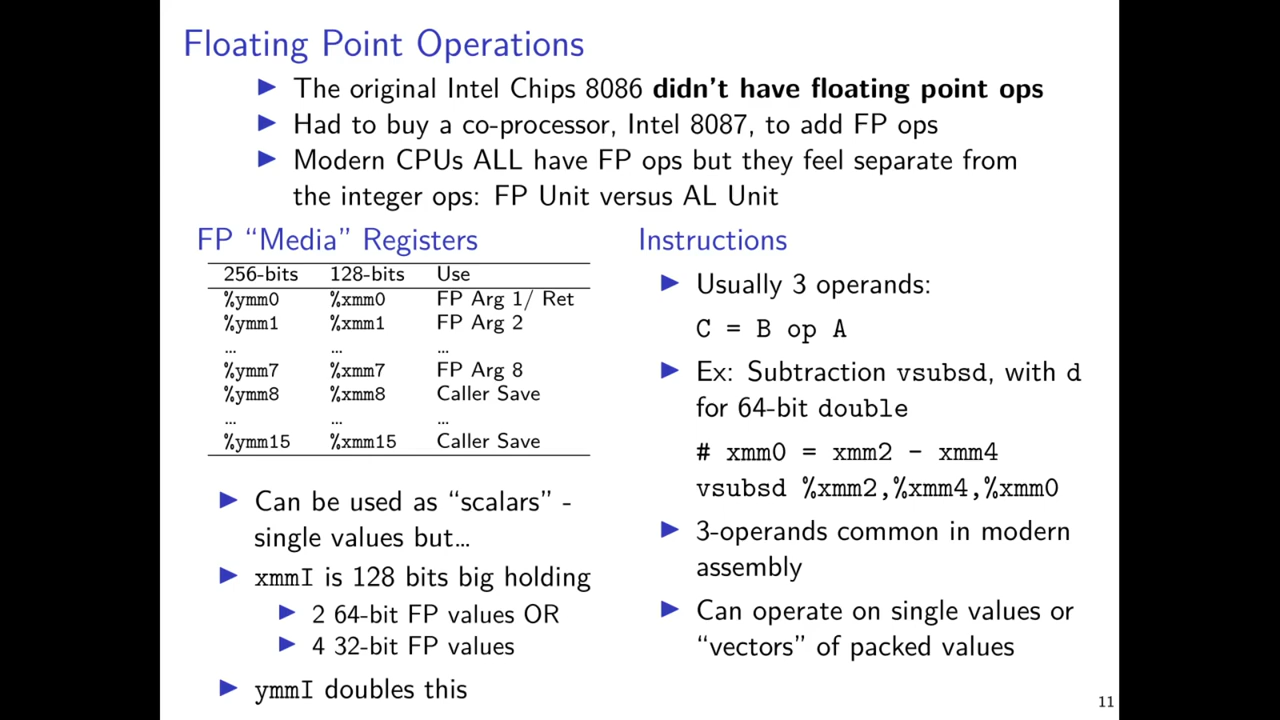 Floating Point Operations
▶ The original Intel Chips 8086 didn't have floating point ops
▶ Had to buy a co-processor, Intel 8087, to add FP ops
▶ Modern CPUs ALL have FP ops but they feel separate from
the integer ops: FP Unit versus AL Unit
FP “Media” Registers
256-bits 128-bits Use
%ymm0 %xmm0 FP Arg 1/ Ret
%ymm1 %xmm1 FP Arg 2
... ... ...
%ymm7 %xmm7 FP Arg 8
%ymm8 %xmm8 Caller Save
... ... ...
%ymm15 %xmm15 Caller Save
▶ Can be used as “scalars” -
single values but...
▶ xmmI is 128 bits big holding
▶ 2 64-bit FP values OR
▶ 4 32-bit FP values
▶ ymmI doubles this
Instructions
▶ Usually 3 operands:
C = B op A
▶ Ex: Subtraction vsubsd, with d
for 64-bit double
# xmm0 = xmm2 - xmm4
vsubsd %xmm2,%xmm4,%xmm0
▶ 3-operands common in modern
assembly
▶ Can operate on single values or
“vectors” of packed values
11